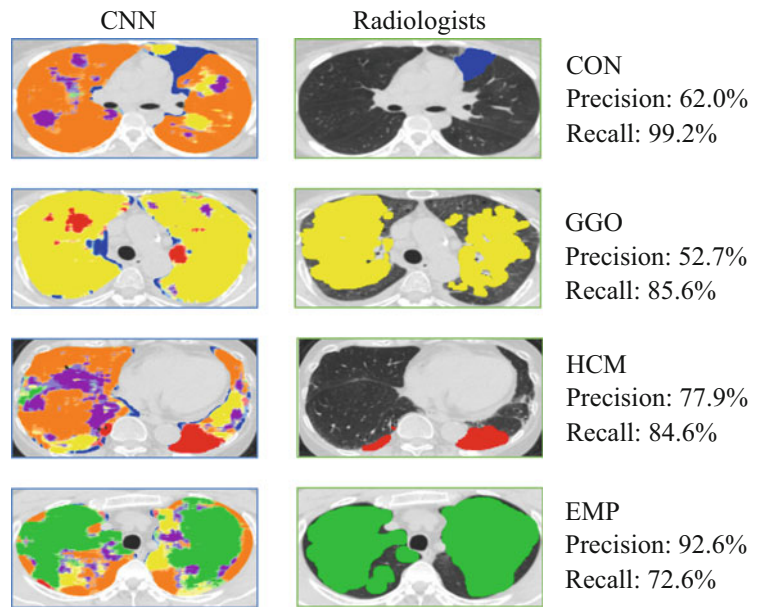 CNN
Radiologists
CON
Precision: 62.0%
Recall: 99.2%
GGO
Precision: 52.7%
Recall: 85.6%
HCM
Precision: 77.9%
Recall: 84.6%
EMP
Precision: 92.6%
Recall: 72.6%